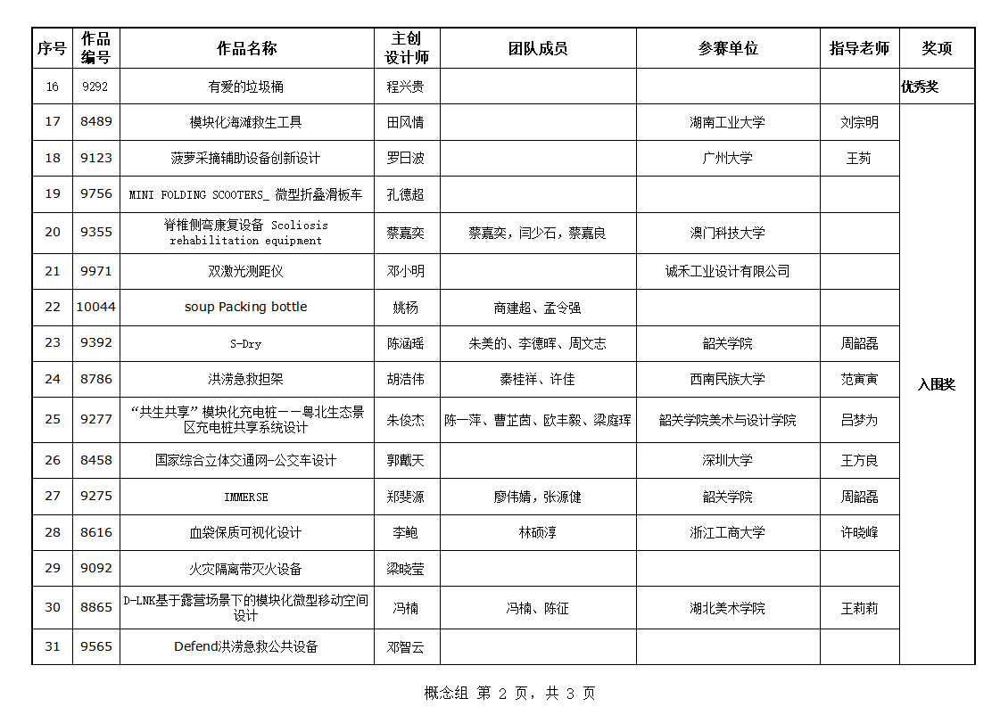 序号 作品编号 作品名称 主创设计师 团队成员 参赛单位 指导老师 奖项
16 9292 有爱的垃圾桶 程兴贵 优秀奖
17 8489 模块化海滩救生工具 田风情 湖南工业大学 刘宗明
18 9123 菠萝采摘辅助设备创新设计 罗日波 广州大学 王茢
19 9756 MINI FOLDING SCOOTERS_ 微型折叠滑板车 孔德超
20 9355 脊椎侧弯康复设备 Scoliosis
rehabilitation equipment 蔡嘉奕 蔡嘉奕，闫少石，蔡嘉良 澳门科技大学
21 9971 双激光测距仪 邓小明 诚禾工业设计有限公司
22 10044 soup Packing bottle 姚杨 商建超、孟令强
23 9392 S-Dry 陈涵瑶 朱美的、李德晖、周文志 韶关学院 周韶磊
24 8786 洪涝急救担架 胡浩伟 秦桂祥、许佳 西南民族大学 范寅寅
入围奖
25 9277 “共生共享”模块化充电桩——粤北生态景
区充电桩共享系统设计 朱俊杰 陈一萍、曹芷茵、欧丰毅、梁庭珲 韶关学院美术与设计学院 吕梦为
26 8458 国家综合立体交通网-公交车设计 郭戴天 深圳大学 王方良
27 9275 IMMERSE 郑斐源 廖伟婧，张源健 韶关学院 周韶磊
28 8616 血袋保质可视化设计 李鲍 林硕淳 浙江工商大学 许晓峰
29 9092 火灾隔离带灭火设备 梁晓莹
30 8865 D-LNK基于露营场景下的模块化微型移动空间
设计 冯楠 冯楠、陈征 湖北美术学院 王莉莉
31 9565 Defend洪涝急救公共设备 邓智云
概念组 第 2 页，共 3 页